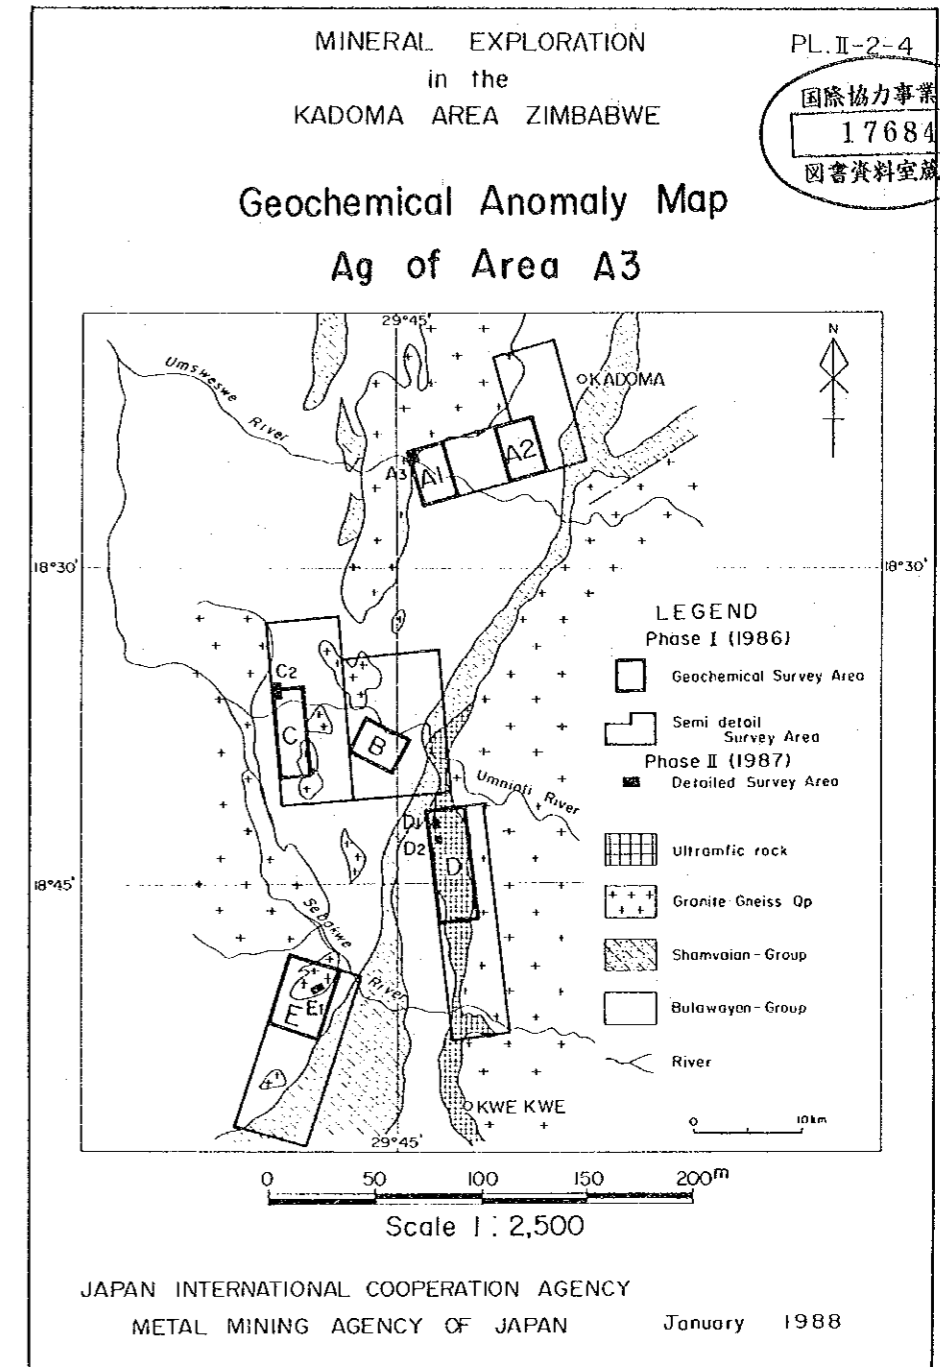 MINERAL EXPLORATION
in the
KADOMA AREA ZIMBABWE
PL. II-2-4
国際協力事業
17684
図書資料室蔵
Geochemical Anomaly Map
Ag of Area A3
29°45'
N
Umsweswe River
KADOMA
A3
A1
A2
18°30'
18°30'
LEGEND
Phase I (1986)
Geochemical Survey Area
Semi detail
Survey Area
Phase II (1987)
Detailed Survey Area
C2
C
B
Umniati River
D1
D2
D
Ultramfic rock
18°45'
Granite Gneiss Qp
Sebakwe River
Shamvaian-Group
E
E1
Bulawayan-Group
River
KWE KWE
0 10km
29°45'
0 50 100 150 200m
Scale 1:2,500
JAPAN INTERNATIONAL COOPERATION AGENCY
METAL MINING AGENCY OF JAPAN
January 1988